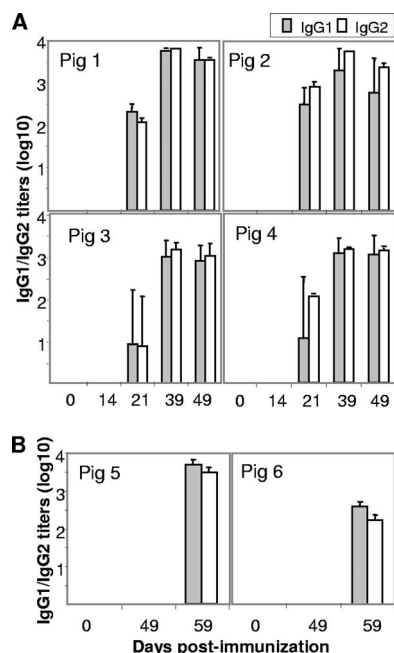 A
IgG1 IgG2
IgG1/IgG2 titers (log10)
4
3
2
1
Pig 1
Pig 2
3
2
1
Pig 3
Pig 4
0 14 21 39 49 0 14 21 39 49
B
IgG1/IgG2 titers (log10)
4
3
2
1
Pig 5
Pig 6
0 49 59 0 49 59
Days post-immunization